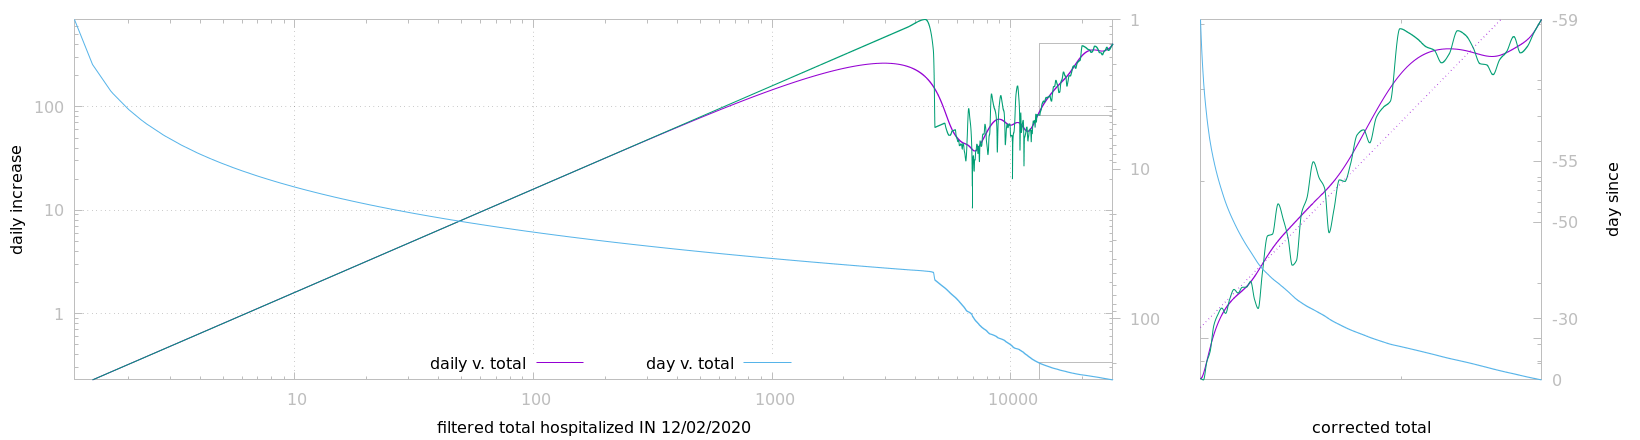 1
-59
100
10
-55
10
-50
1
100
-30
daily v. total
day v. total
0
10
100
1000
10000
daily increase
day since
filtered total hospitalized IN 12/02/2020
corrected total